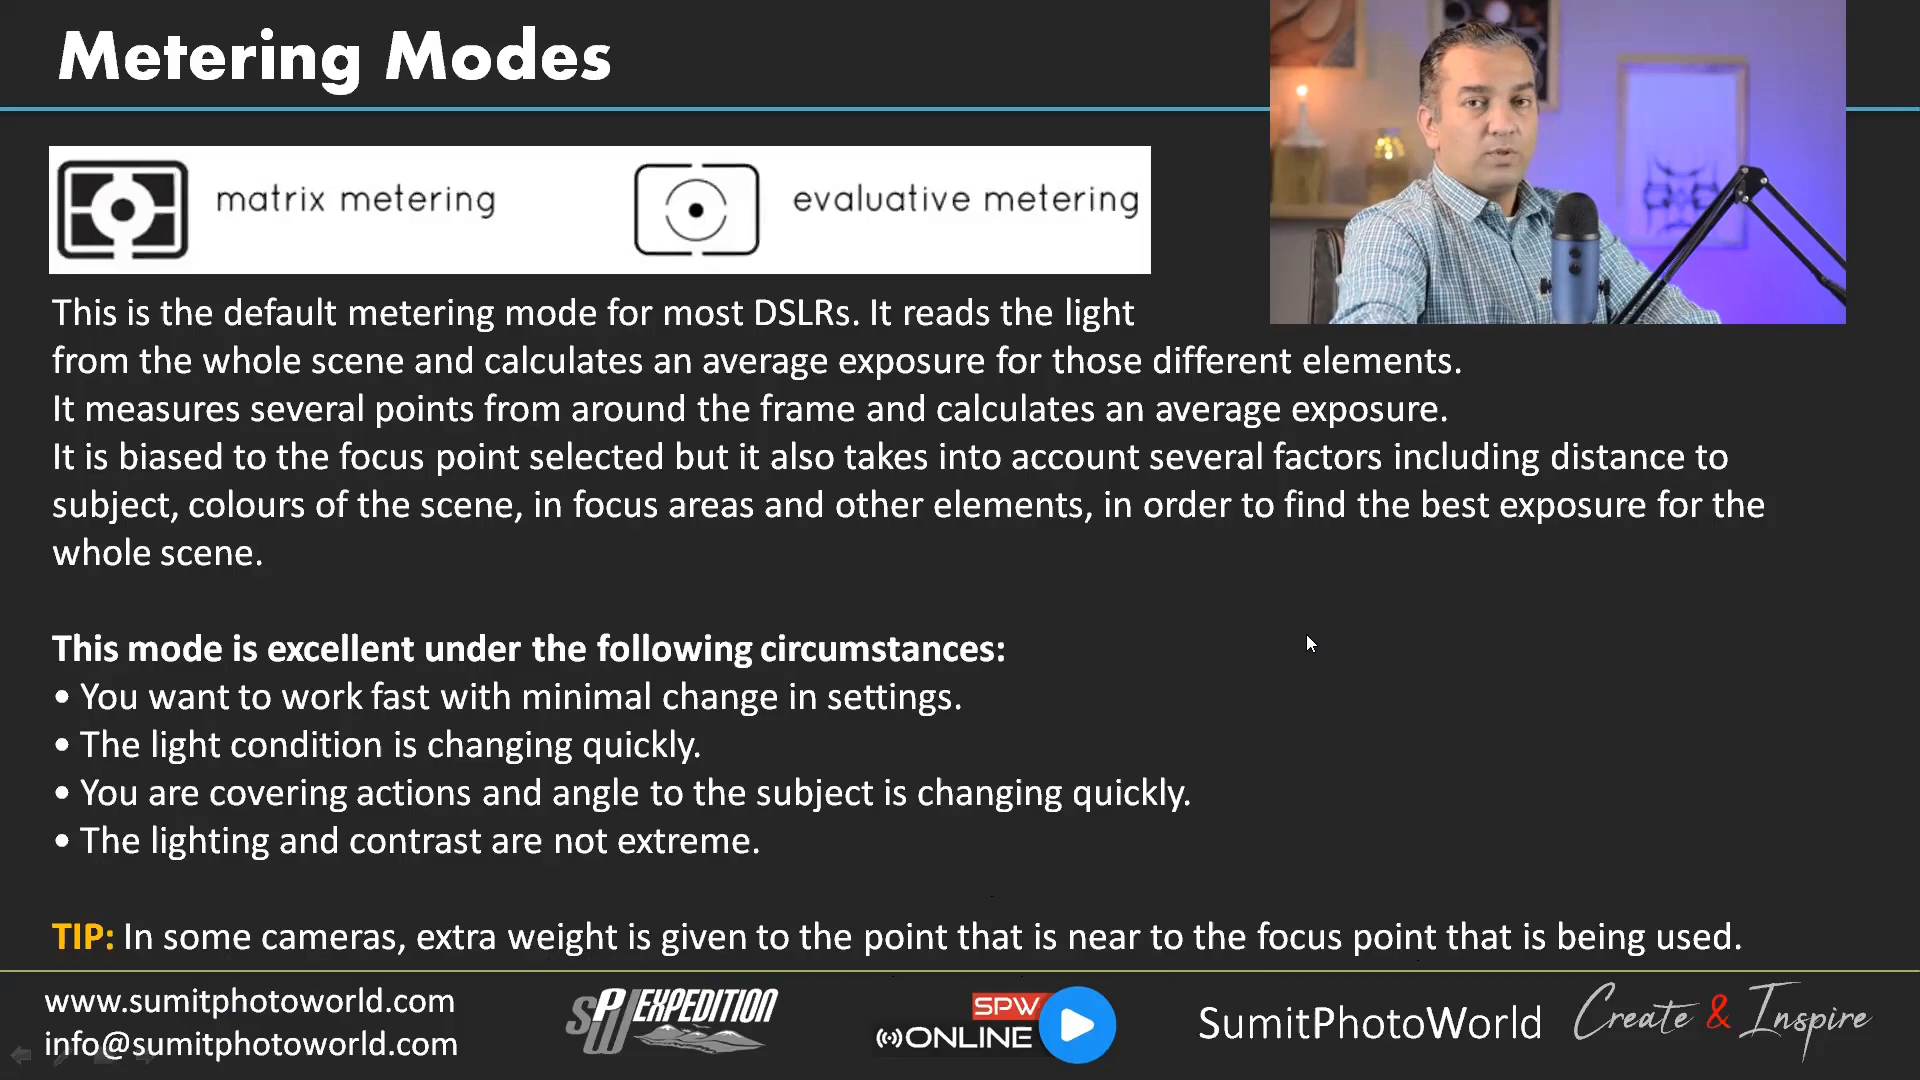 Metering Modes
matrix metering
evaluative metering
This is the default metering mode for most DSLRs. It reads the light
from the whole scene and calculates an average exposure for those different elements.
It measures several points from around the frame and calculates an average exposure.
It is biased to the focus point selected but it also takes into account several factors including distance to
subject, colours of the scene, in focus areas and other elements, in order to find the best exposure for the
whole scene.
This mode is excellent under the following circumstances:
• You want to work fast with minimal change in settings.
• The light condition is changing quickly.
• You are covering actions and angle to the subject is changing quickly.
• The lighting and contrast are not extreme.
TIP: In some cameras, extra weight is given to the point that is near to the focus point that is being used.
www.sumitphotoworld.com
info@sumitphotoworld.com
SPW EXPEDITION
SPW
ONLINE
SumitPhotoWorld
Create & Inspire